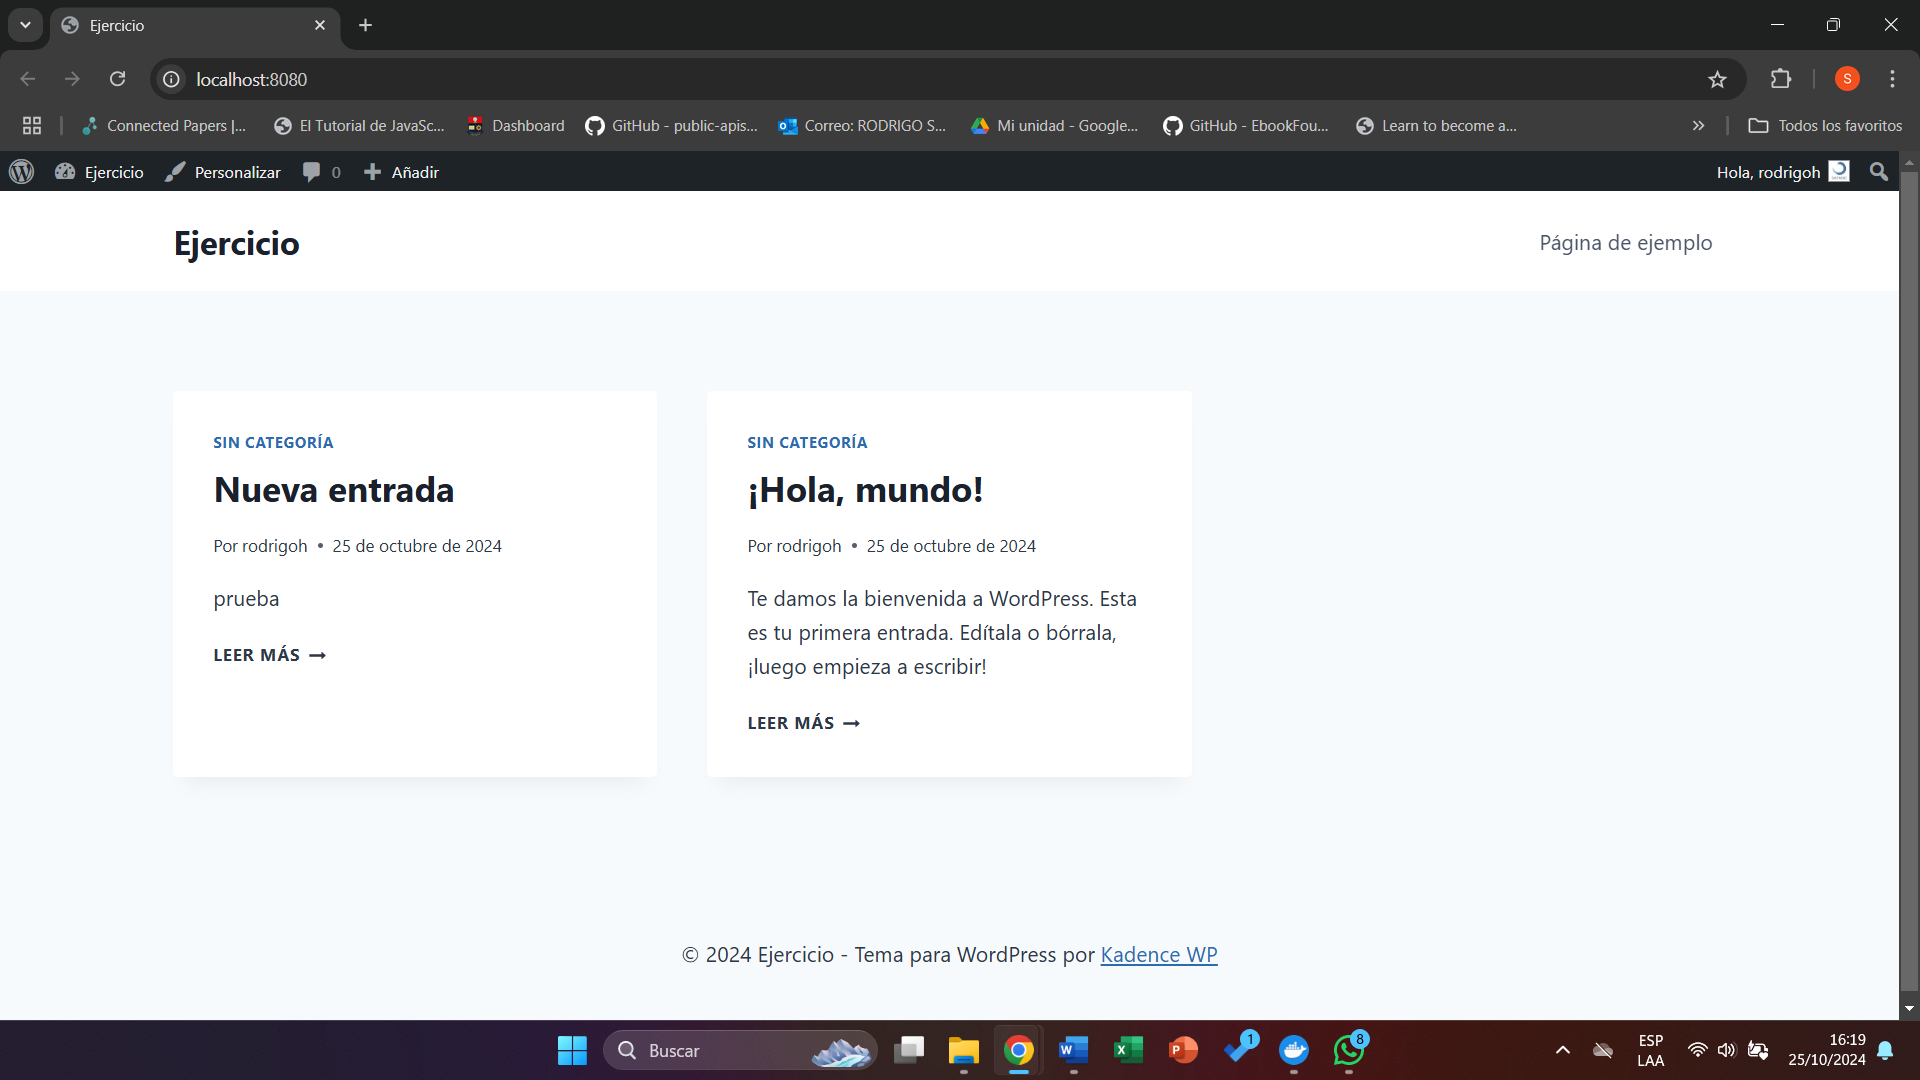 Ejercicio
localhost:8080
S
Connected Papers |...
El Tutorial de JavaSc...
Dashboard
GitHub - public-apis...
Correo: RODRIGO S...
Mi unidad - Google...
GitHub - EbookFou...
Learn to become a...
Todos los favoritos
Ejercicio
Personalizar
0
Añadir
Hola, rodrigoh
Ejercicio
Página de ejemplo
SIN CATEGORÍA
Nueva entrada
Por rodrigoh • 25 de octubre de 2024
prueba
LEER MÁS
SIN CATEGORÍA
¡Hola, mundo!
Por rodrigoh • 25 de octubre de 2024
Te damos la bienvenida a WordPress. Esta
es tu primera entrada. Edítala o bórrala,
¡luego empieza a escribir!
LEER MÁS
© 2024 Ejercicio - Tema para WordPress por Kadence WP
Buscar
1
8
ESP
LAA
16:19
25/10/2024